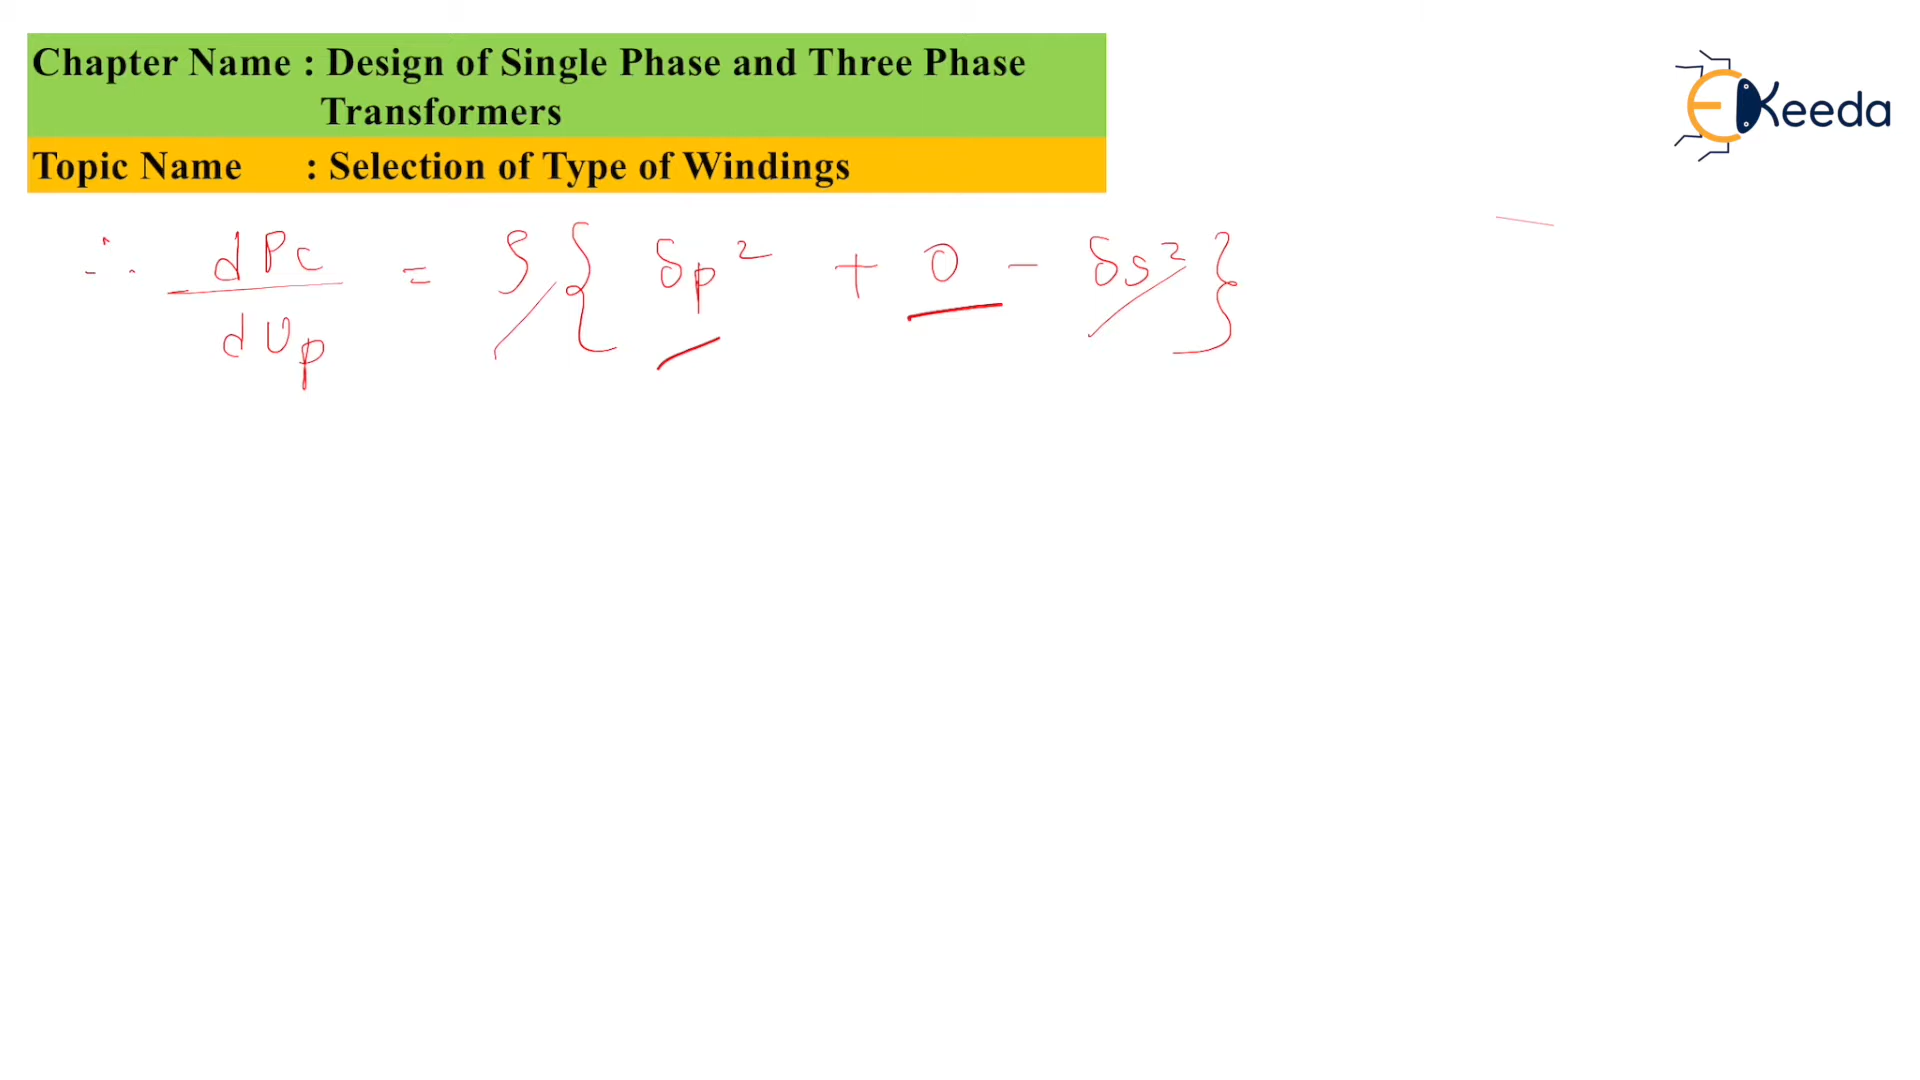 Chapter Name : Design of Single Phase and Three Phase
Transformers
Topic Name : Selection of Type of Windings
EKeeda
∴ dPc / dUp = ρ { δp² + 0 - δs² }